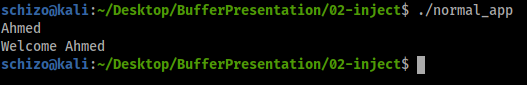 schizo@kali:~/Desktop/BufferPresentation/02-inject$ ./normal_app
Ahmed
Welcome Ahmed
schizo@kali:~/Desktop/BufferPresentation/02-inject$